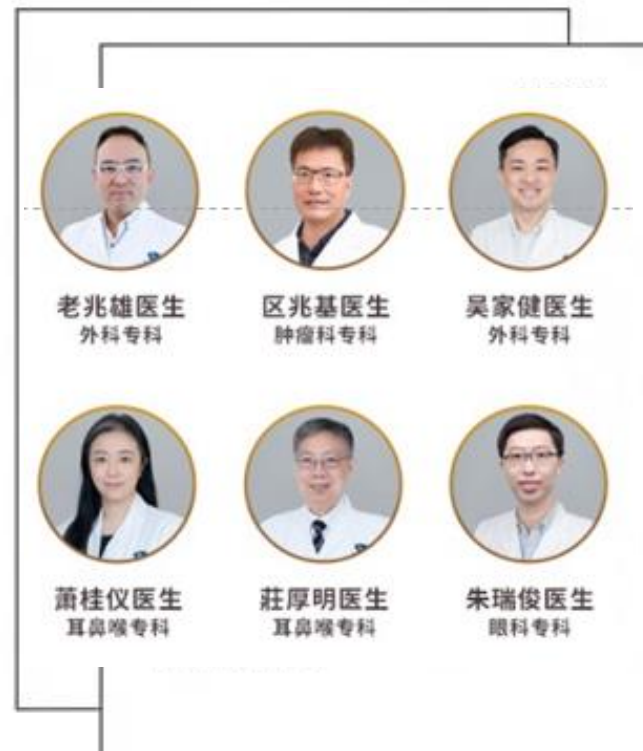 老兆雄医生
外科专科
区兆基医生
肿瘤科专科
吴家健医生
外科专科
萧桂仪医生
耳鼻喉专科
莊厚明医生
耳鼻喉专科
朱瑞俊医生
眼科专科